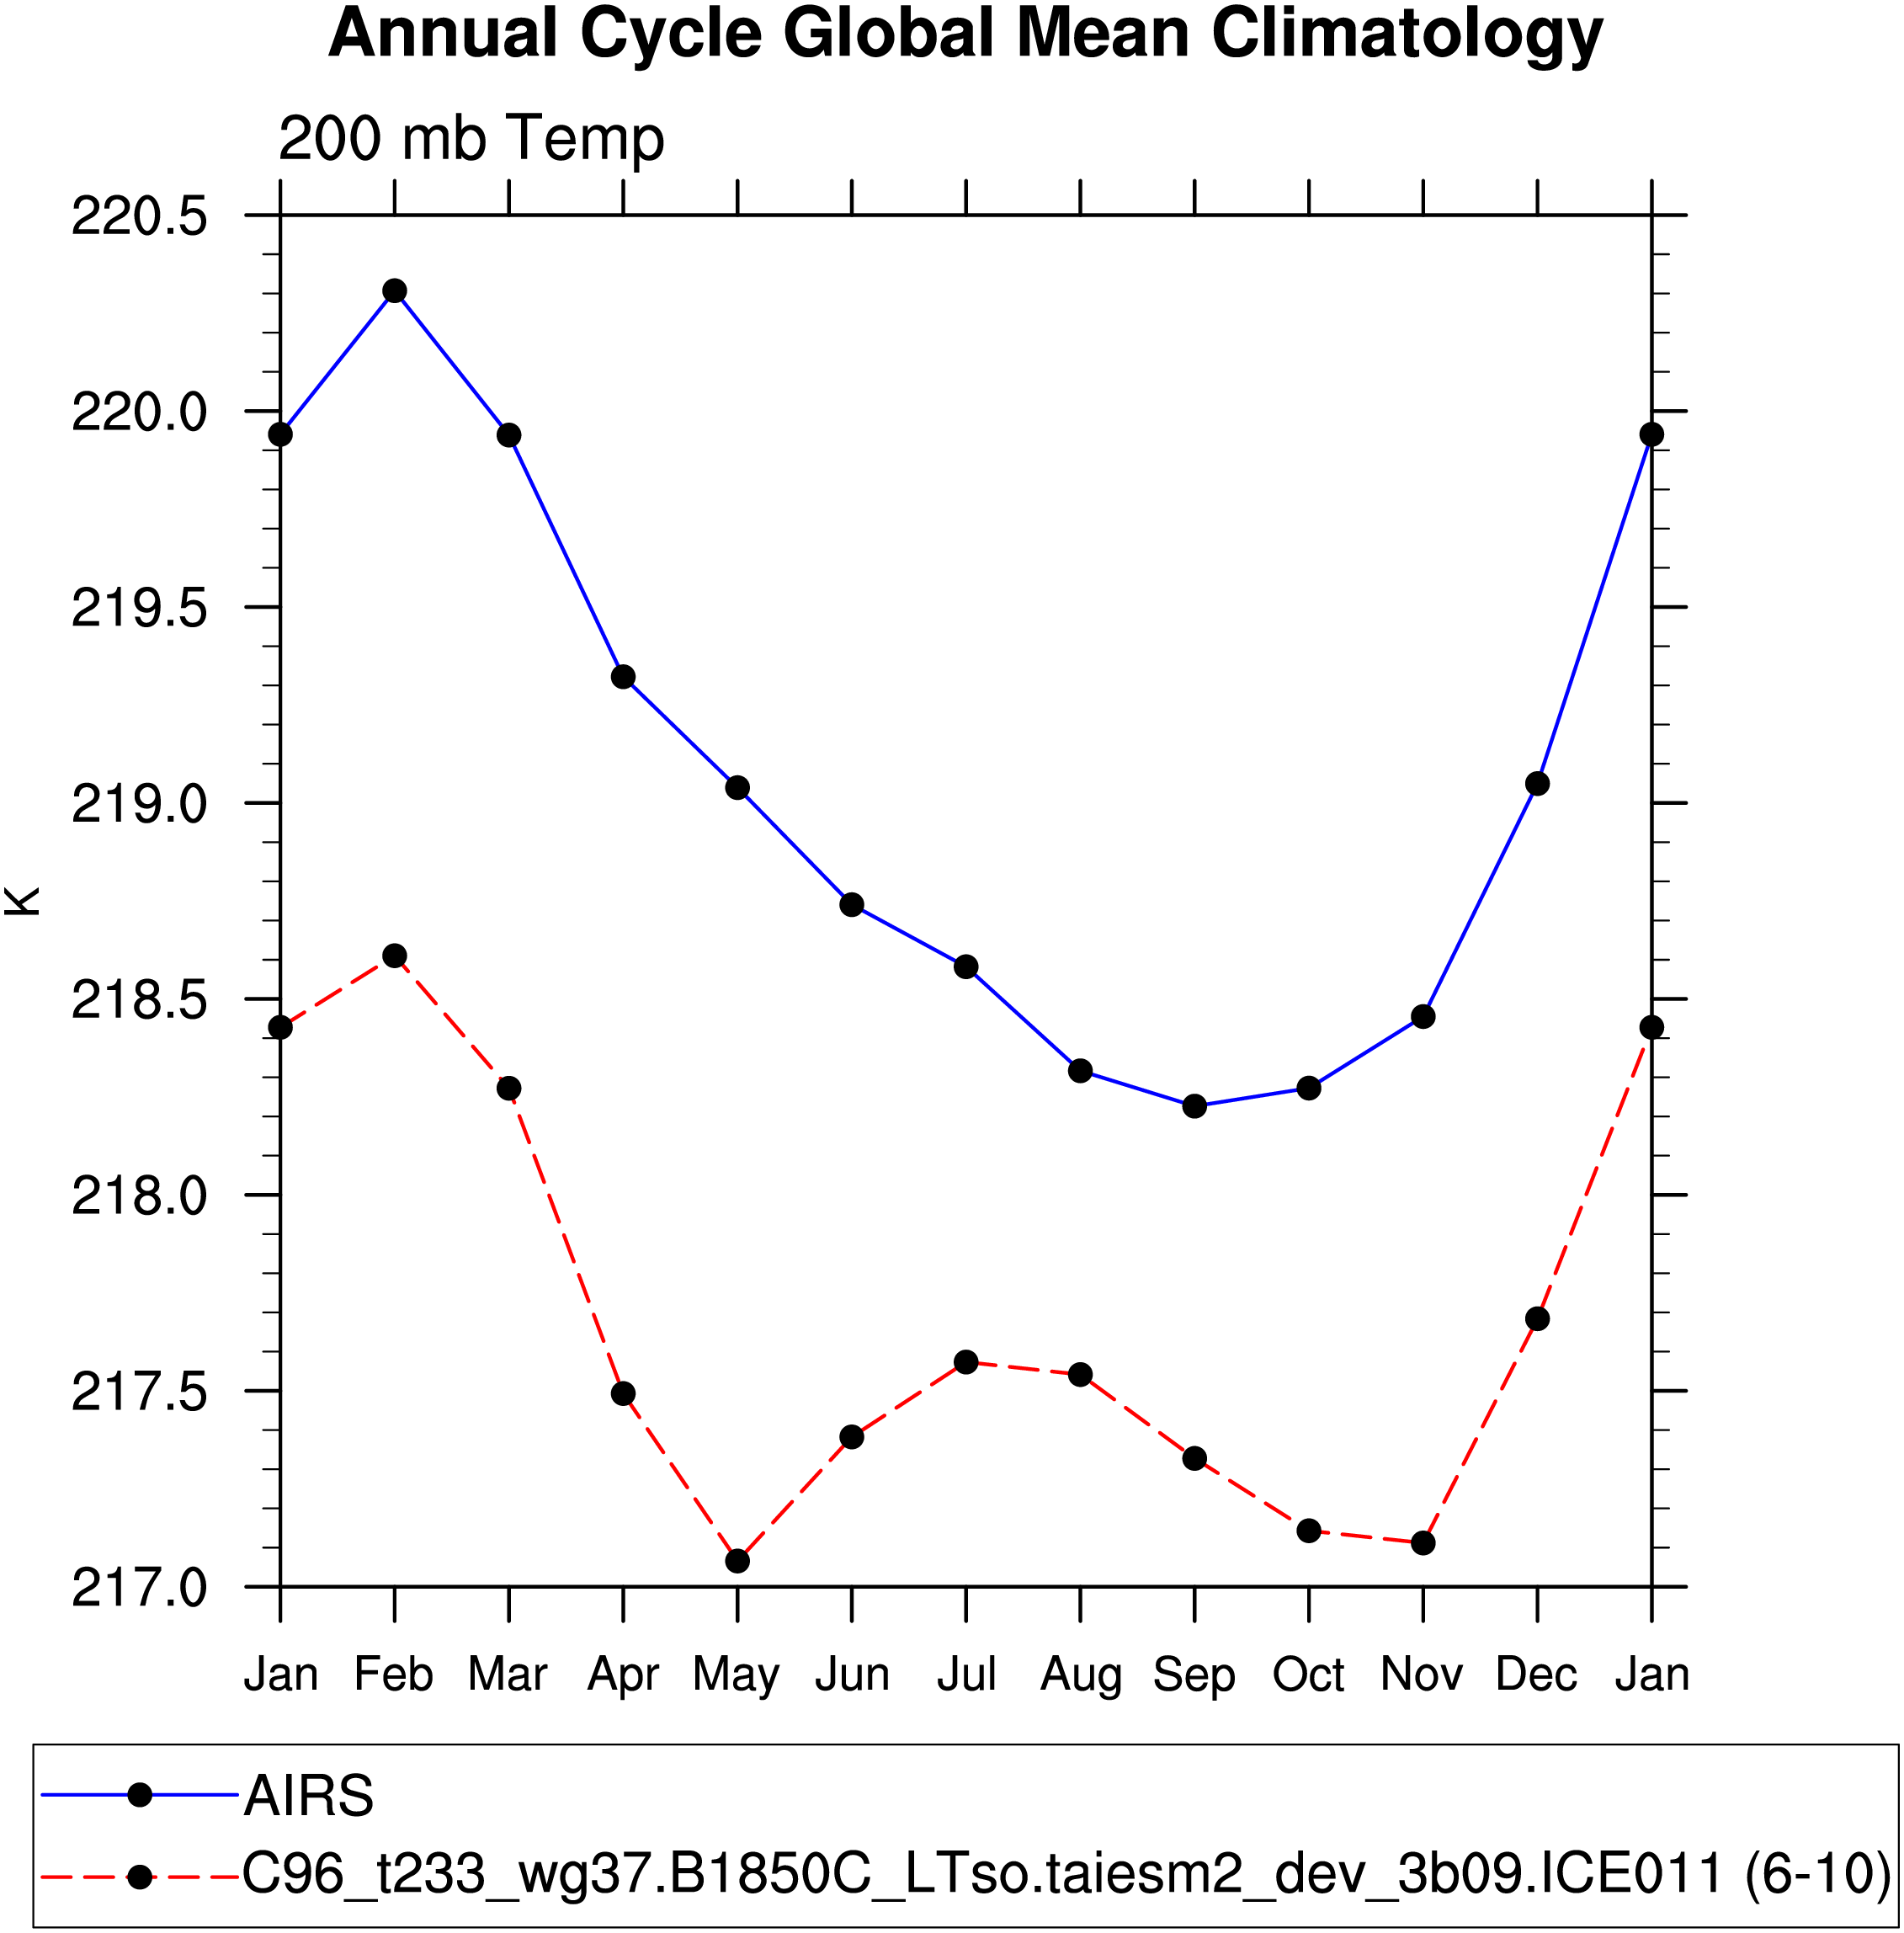 Annual Cycle Global Mean Climatology
200 mb Temp
220.5
220.0
219.5
219.0
K
218.5
218.0
217.5
217.0
Jan Feb Mar Apr May Jun Jul Aug Sep Oct Nov Dec Jan
AIRS
C96_t233_wg37.B1850C_LTso.taiesm2_dev_3b09.ICE011 (6-10)